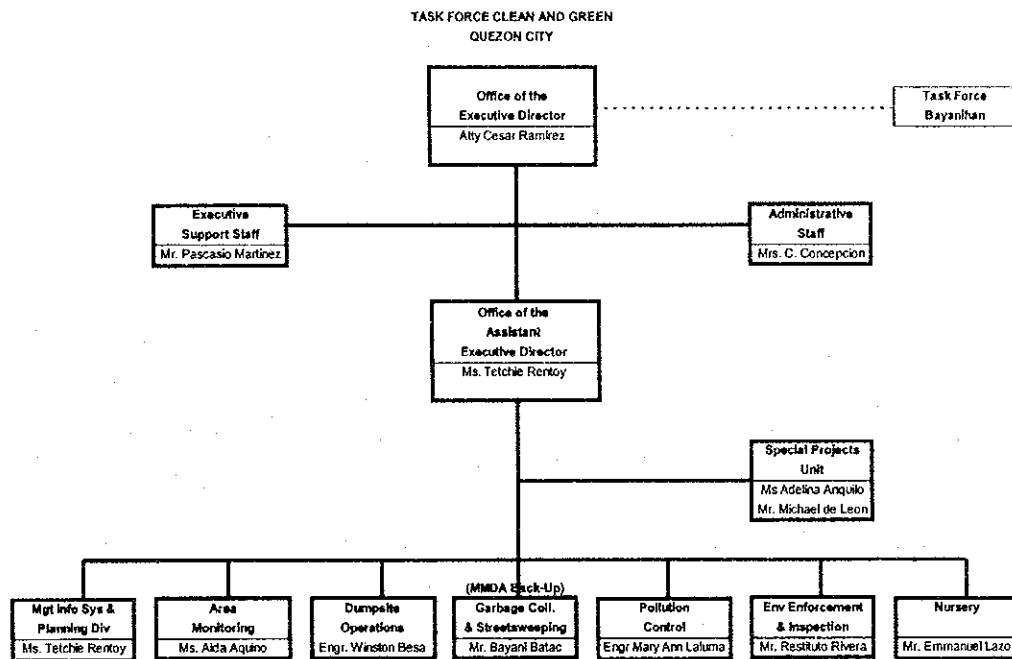 TASK FORCE CLEAN AND GREEN
QUEZON CITY
Office of the
Executive Director
Atty Cesar Ramirez
Task Force
Bayanihan
Executive
Support Staff
Mr. Pascasio Martinez
Administrative
Staff
Mrs. C. Concepcion
Office of the
Assistant
Executive Director
Ms. Tetchie Rentoy
Special Projects
Unit
Ms Adelina Anquilo
Mr. Michael de Leon
Mgt Info Sys &
Planning Div
Ms. Tetchie Rentoy
Area
Monitoring
Ms. Aida Aquino
Dumpsite
Operations
Engr. Winston Besa
(MMDA Back-Up)
Garbage Coll.
& Streetsweeping
Mr. Bayani Batac
Pollution
Control
Engr Mary Ann Laluma
Env Enforcement
& Inspection
Mr. Restituto Rivera
Nursery
Mr. Emmanuel Lazo